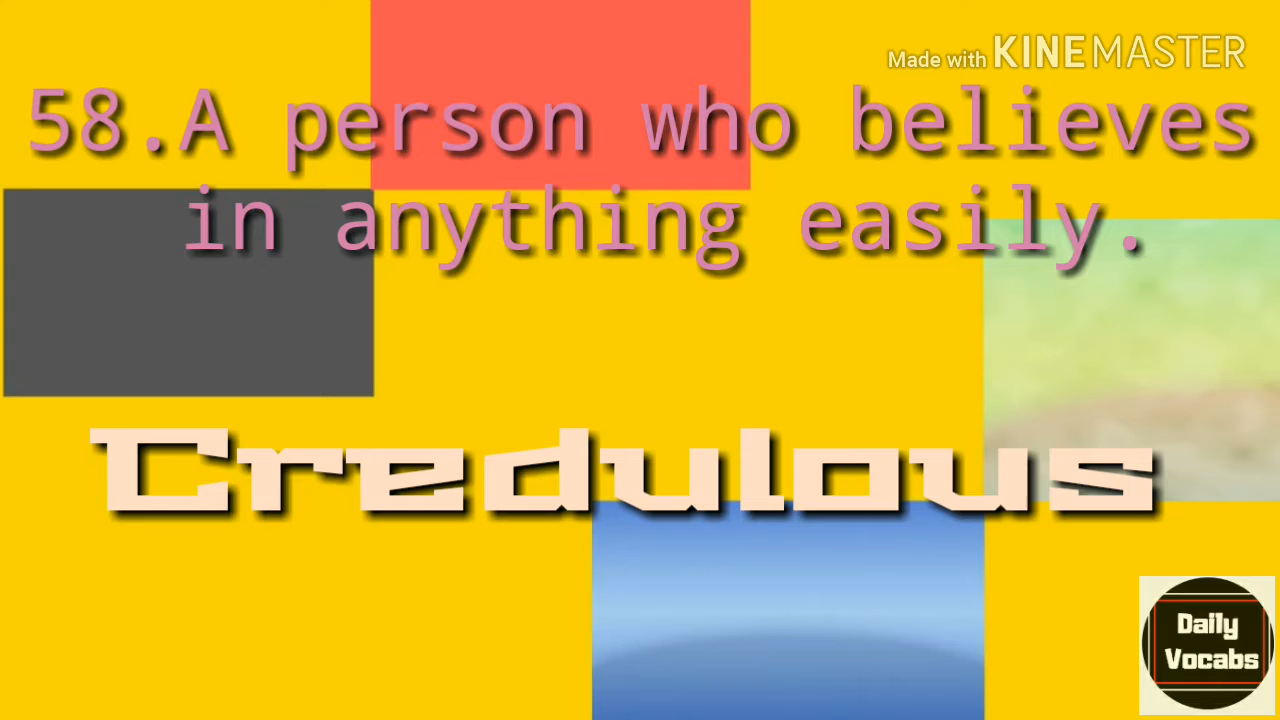 Made with KINEMASTER
58.A person who believes
in anything easily.
Credulous
Daily
Vocabs